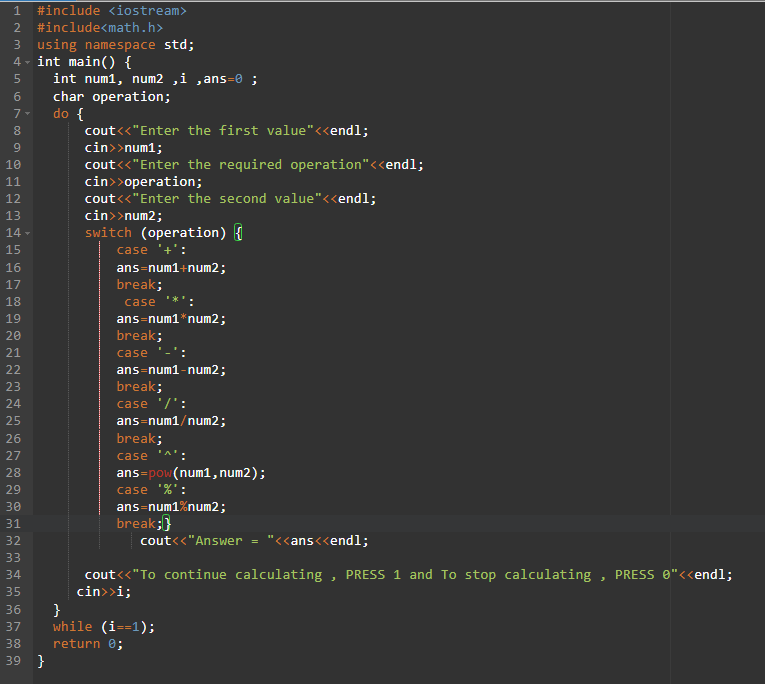 1 #include <iostream>
2 #include<math.h>
3 using namespace std;
4 int main() {
5 int num1, num2 ,i ,ans=0 ;
6 char operation;
7 do {
8 cout<<"Enter the first value"<<endl;
9 cin>>num1;
10 cout<<"Enter the required operation"<<endl;
11 cin>>operation;
12 cout<<"Enter the second value"<<endl;
13 cin>>num2;
14 switch (operation) {
15 case '+':
16 ans=num1+num2;
17 break;
18 case '*':
19 ans=num1*num2;
20 break;
21 case '-':
22 ans=num1-num2;
23 break;
24 case '/':
25 ans=num1/num2;
26 break;
27 case '^':
28 ans=pow(num1,num2);
29 case '%':
30 ans=num1%num2;
31 break;}
32 cout<<"Answer = "<<ans<<endl;
33
34 cout<<"To continue calculating , PRESS 1 and To stop calculating , PRESS 0"<<endl;
35 cin>>i;
36 }
37 while (i==1);
38 return 0;
39 }